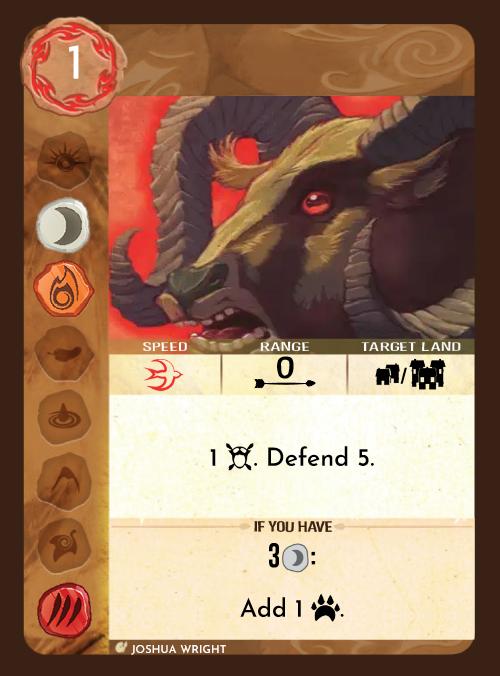 1
SPEED RANGE TARGET LAND
0 /
1 . Defend 5.
IF YOU HAVE
3 :
Add 1 .
JOSHUA WRIGHT